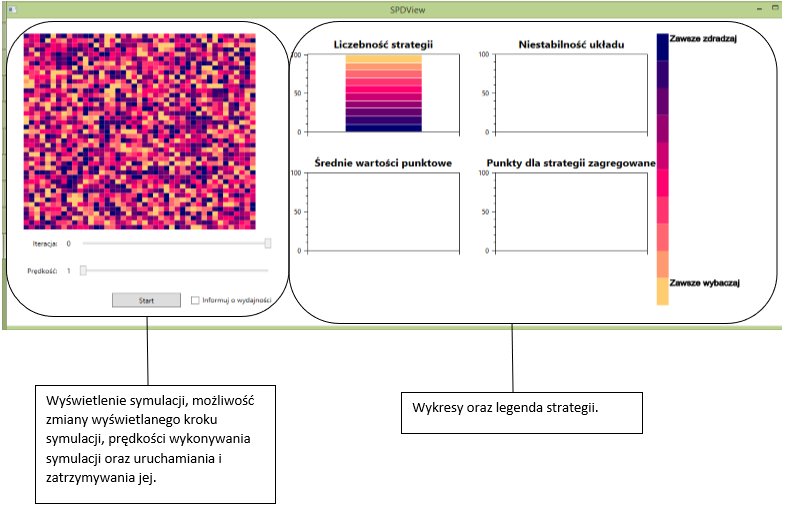 SPDView
Liczebność strategii
100
50
0
Niestabilność układu
100
50
0
Zawsze zdradzaj
Średnie wartości punktowe
100
50
0
Punkty dla strategii zagregowane
100
50
0
Zawsze wybaczaj
Iteracja: 0
Prędkość: 1
Start
Informuj o wydajności
Wyświetlenie symulacji, możliwość
zmiany wyświetlanego kroku
symulacji, prędkości wykonywania
symulacji oraz uruchamiania i
zatrzymywania jej.
Wykresy oraz legenda strategii.